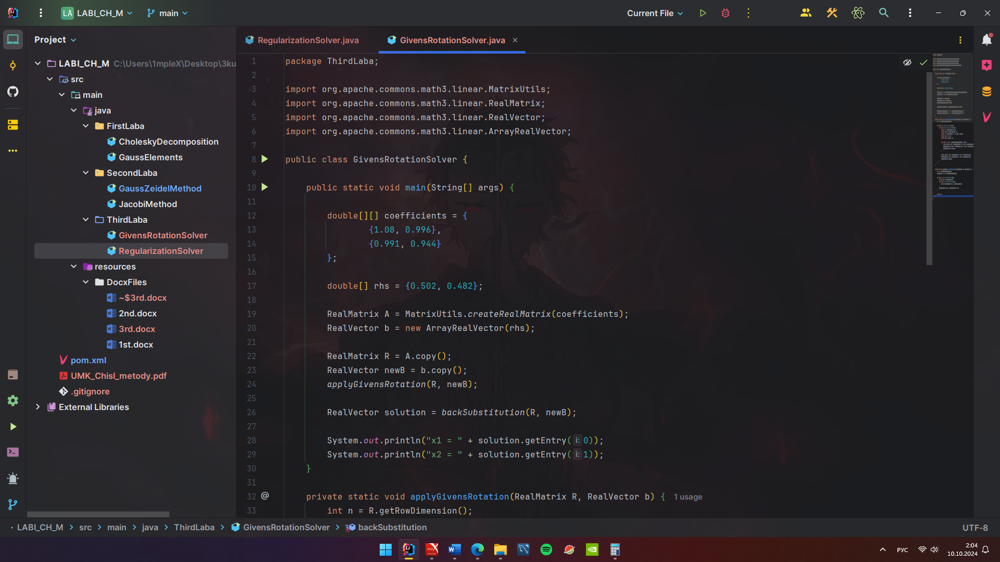 LA LABI_CH_M main Current File
Project
LABI_CH_M C:\Users\1mpleX\Desktop\3ku
src
main
java
FirstLaba
CholeskyDecomposition
GaussElements
SecondLaba
GaussZeidelMethod
JacobiMethod
ThirdLaba
GivensRotationSolver
RegularizationSolver
resources
DocxFiles
~$3rd.docx
2nd.docx
3rd.docx
1st.docx
pom.xml
UMK_Chisl_metody.pdf
.gitignore
External Libraries
RegularizationSolver.java GivensRotationSolver.java
1 package ThirdLaba;
2
3 import org.apache.commons.math3.linear.MatrixUtils;
4 import org.apache.commons.math3.linear.RealMatrix;
5 import org.apache.commons.math3.linear.RealVector;
6 import org.apache.commons.math3.linear.ArrayRealVector;
7
8 public class GivensRotationSolver {
9
10 public static void main(String[] args) {
11
12 double[][] coefficients = {
13 {1.08, 0.996},
14 {0.991, 0.944}
15 };
16
17 double[] rhs = {0.502, 0.482};
18
19 RealMatrix A = MatrixUtils.createRealMatrix(coefficients);
20 RealVector b = new ArrayRealVector(rhs);
21
22 RealMatrix R = A.copy();
23 RealVector newB = b.copy();
24 applyGivensRotation(R, newB);
25
26 RealVector solution = backSubstitution(R, newB);
27
28 System.out.println("x1 = " + solution.getEntry( i: 0));
29 System.out.println("x2 = " + solution.getEntry( i: 1));
30 }
31
32 @ private static void applyGivensRotation(RealMatrix R, RealVector b) { 1 usage
33 int n = R.getRowDimension();
LABI_CH_M > src > main > java > ThirdLaba > GivensRotationSolver > backSubstitution UTF-8
РУС 2:04
10.10.2024